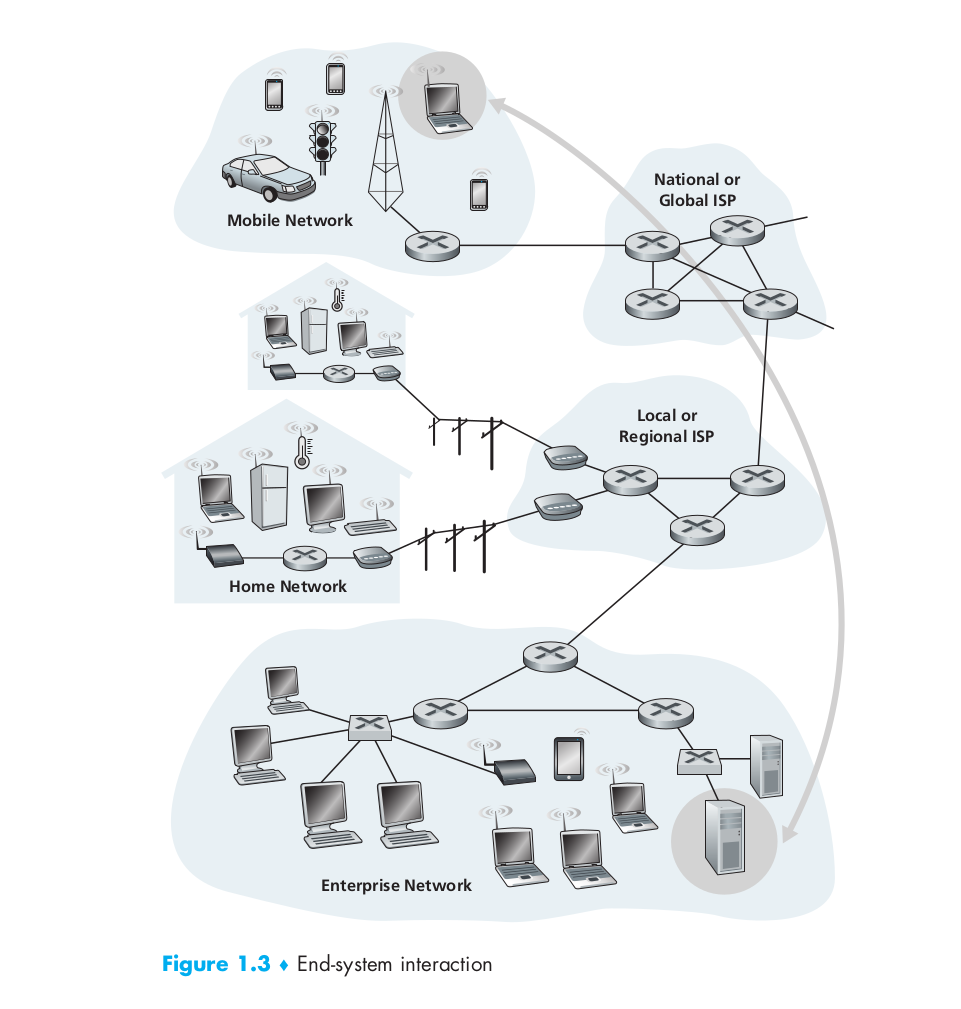 National or
Global ISP
Mobile Network
Local or
Regional ISP
Home Network
Enterprise Network
Figure 1.3 ♦ End-system interaction